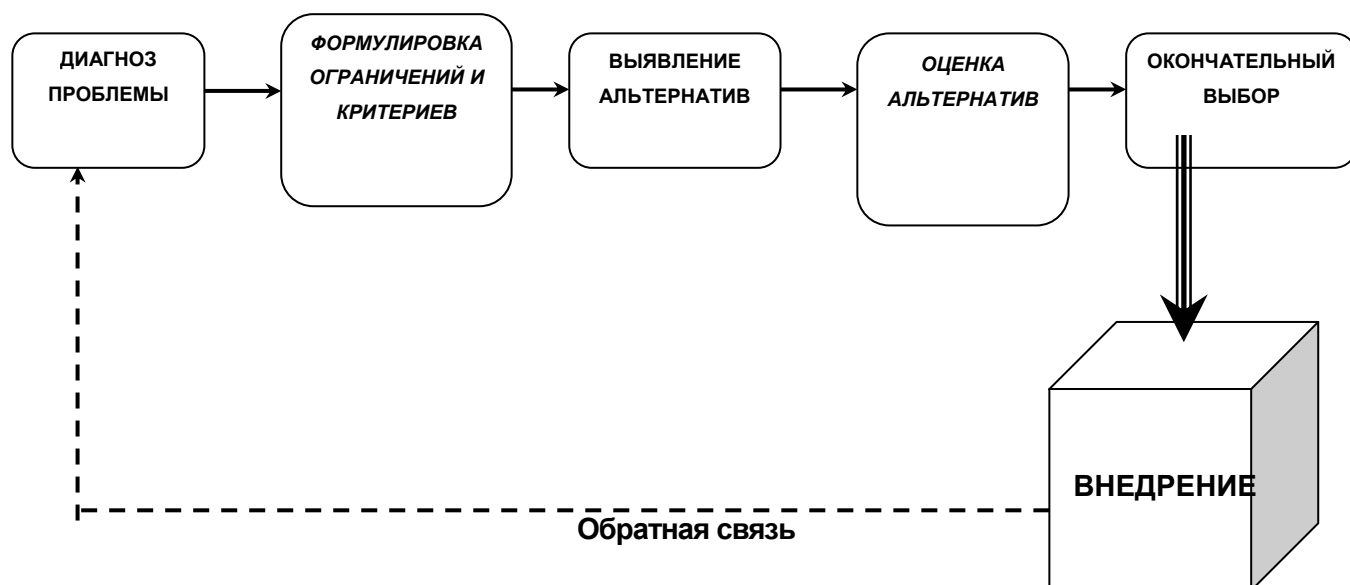 ДИАГНОЗ
ПРОБЛЕМЫ
ФОРМУЛИРОВКА
ОГРАНИЧЕНИЙ И
КРИТЕРИЕВ
ВЫЯВЛЕНИЕ
АЛЬТЕРНАТИВ
ОЦЕНКА
АЛЬТЕРНАТИВ
ОКОНЧАТЕЛЬНЫЙ
ВЫБОР
ВНЕДРЕНИЕ
Обратная связь